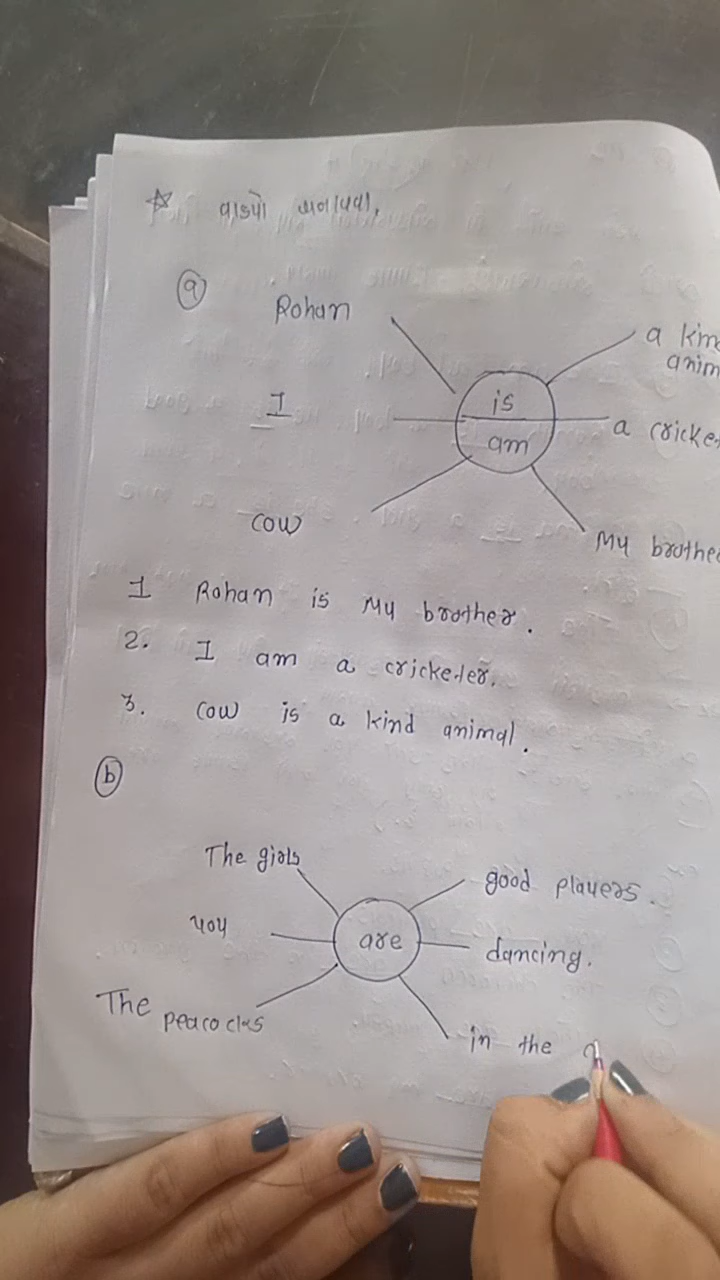 ☆ વાક્યો બનાવવા,
ⓐ
Rohan
I
cow
is
am
a kin
anim
a cricke
My brothe
1 Rohan is My brother.
2. I am a cricketer.
3. cow is a kind animal.
ⓑ
The girls
you
The peacocks
are
good players.
dancing.
in the